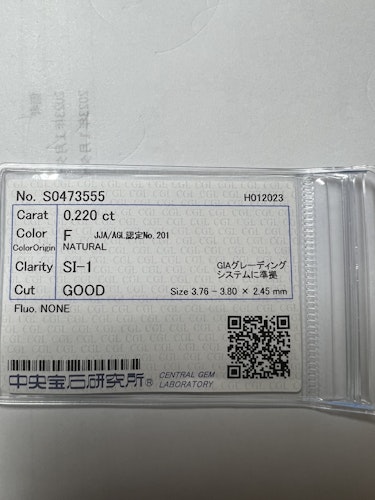 No. S0473555 HO12023
Carat 0.220 ct
Color F JJA/AGL認定No.201
ColorOrigin NATURAL
Clarity SI-1 GIAグレーディング
システムに準拠
Cut GOOD Size 3.76 - 3.80 × 2.45 mm
Fluo. NONE
中央宝石研究所® CENTRAL GEM
LABORATORY